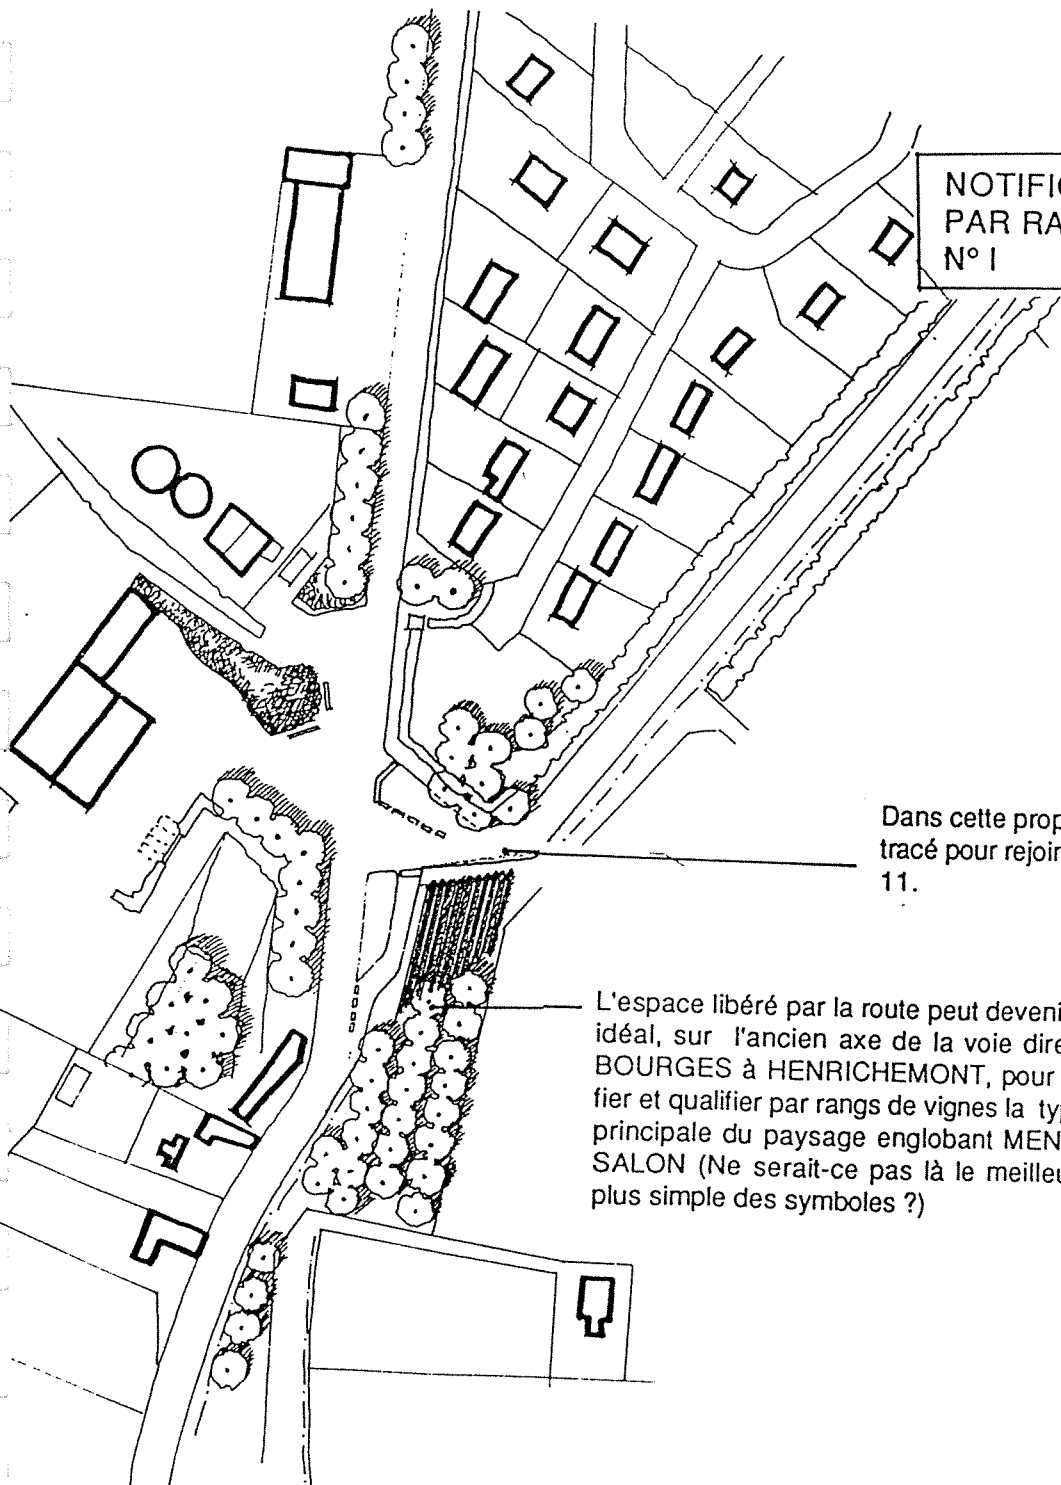 NOTIFIC
PAR RA
N° I
Dans cette prop
tracé pour rejoin
11.
L'espace libéré par la route peut deveni
idéal, sur l'ancien axe de la voie dire
BOURGES à HENRICHEMONT, pour
fier et qualifier par rangs de vignes la typ
principale du paysage englobant MEN
SALON (Ne serait-ce pas là le meilleu
plus simple des symboles ?)